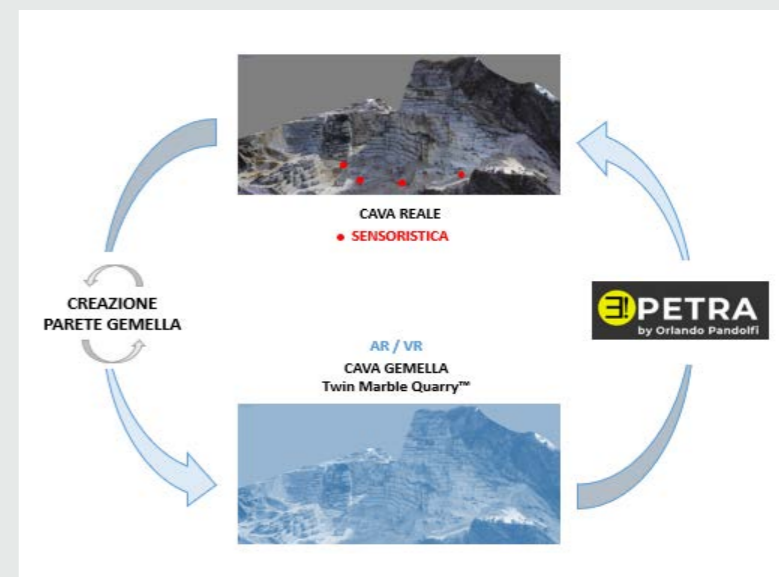 CAVA REALE
• SENSORISTICA
CREAZIONE
PARETE GEMELLA
E!PETRA
by Orlando Pandolfi
AR / VR
CAVA GEMELLA
Twin Marble Quarry™